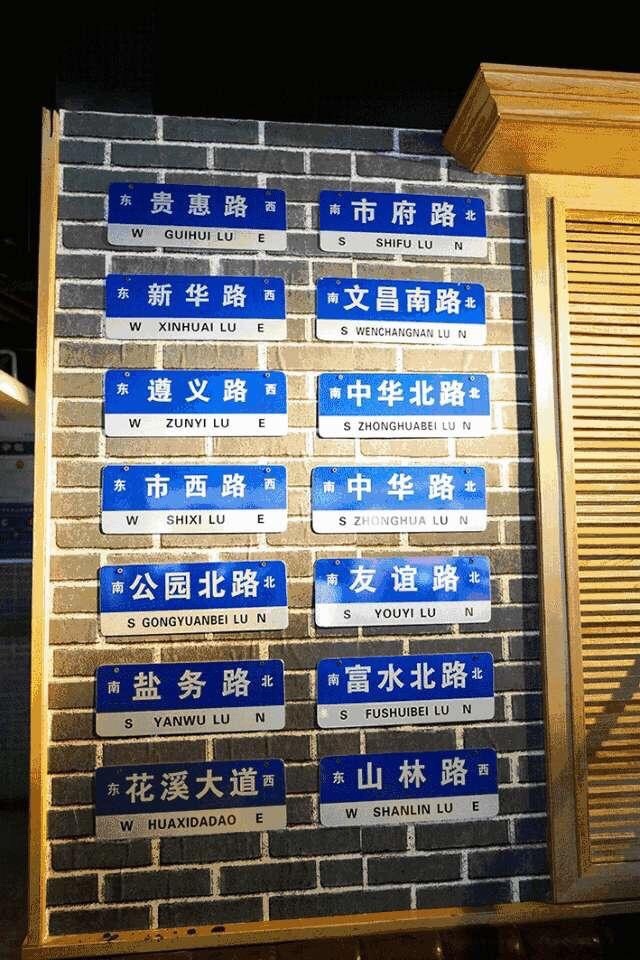 东 贵惠路 西
W GUIHUI LU E
南 市府路 北
S SHIFU LU N
东 新华路 西
W XINHUAI LU E
南 文昌南路 北
S WENCHANGNAN LU N
东 遵义路 西
W ZUNYI LU E
南 中华北路 北
S ZHONGHUABEI LU N
东 市西路 西
W SHIXI LU E
南 中华路 北
S ZHONGHUA LU N
南 公园北路 北
S GONGYUANBEI LU N
南 友谊路 北
S YOUYI LU N
南 盐务路 北
S YANWU LU N
南 富水北路 北
S FUSHUIBEI LU N
东 花溪大道 西
W HUAXIDADAO E
东 山林路 西
W SHANLIN LU E